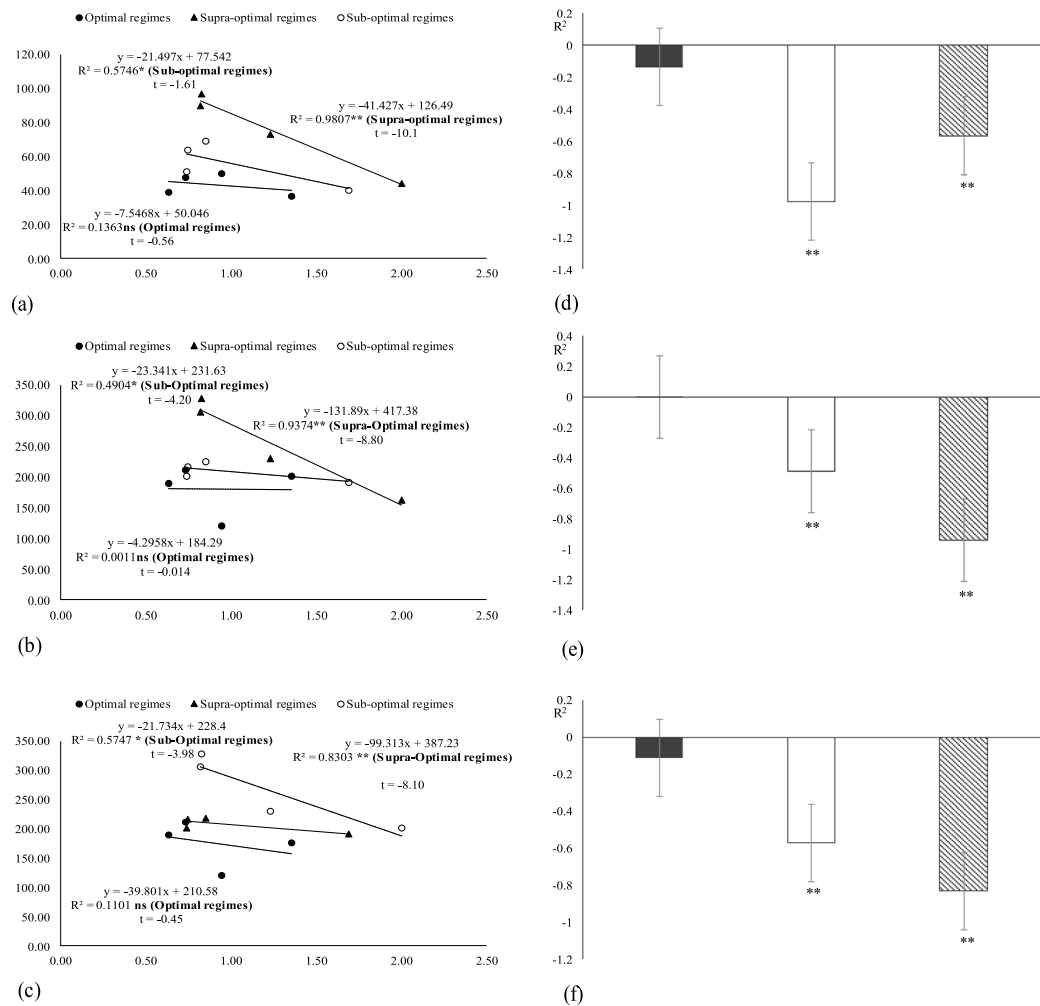 ●Optimal regimes ▲Supra-optimal regimes ○Sub-optimal regimes
y = -21.497x + 77.542
R² = 0.5746* (Sub-optimal regimes)
t = -1.61
y = -41.427x + 126.49
R² = 0.9807** (Supra-optimal regimes)
t = -10.1
y = -7.5468x + 50.046
R² = 0.1363ns (Optimal regimes)
t = -0.56
120.00
100.00
80.00
60.00
40.00
20.00
0.00
0.00 0.50 1.00 1.50 2.00 2.50
(a)
0.2
R²
0
-0.2
-0.4
-0.6
-0.8
-1
-1.2
-1.4
**
**
(d)
●Optimal regimes ▲Supra-optimal regimes ○Sub-optimal regimes
y = -23.341x + 231.63
R² = 0.4904* (Sub-Optimal regimes)
t = -4.20
y = -131.89x + 417.38
R² = 0.9374** (Supra-Optimal regimes)
t = -8.80
y = -4.2958x + 184.29
R² = 0.0011ns (Optimal regimes)
t = -0.014
350.00
300.00
250.00
200.00
150.00
100.00
50.00
0.00
0.00 0.50 1.00 1.50 2.00 2.50
(b)
0.4
R²
0.2
0
-0.2
-0.4
-0.6
-0.8
-1
-1.2
-1.4
**
**
(e)
●Optimal regimes ▲Supra-optimal regimes ○Sub-optimal regimes
y = -21.734x + 228.4
R² = 0.5747 * (Sub-Optimal regimes)
t = -3.98
y = -99.313x + 387.23
R² = 0.8303 ** (Supra-Optimal regimes)
t = -8.10
y = -39.801x + 210.58
R² = 0.1101 ns (Optimal regimes)
t = -0.45
350.00
300.00
250.00
200.00
150.00
100.00
50.00
0.00
0.00 0.50 1.00 1.50 2.00 2.50
(c)
0.2
R²
0
-0.2
-0.4
-0.6
-0.8
-1
-1.2
**
**
(f)